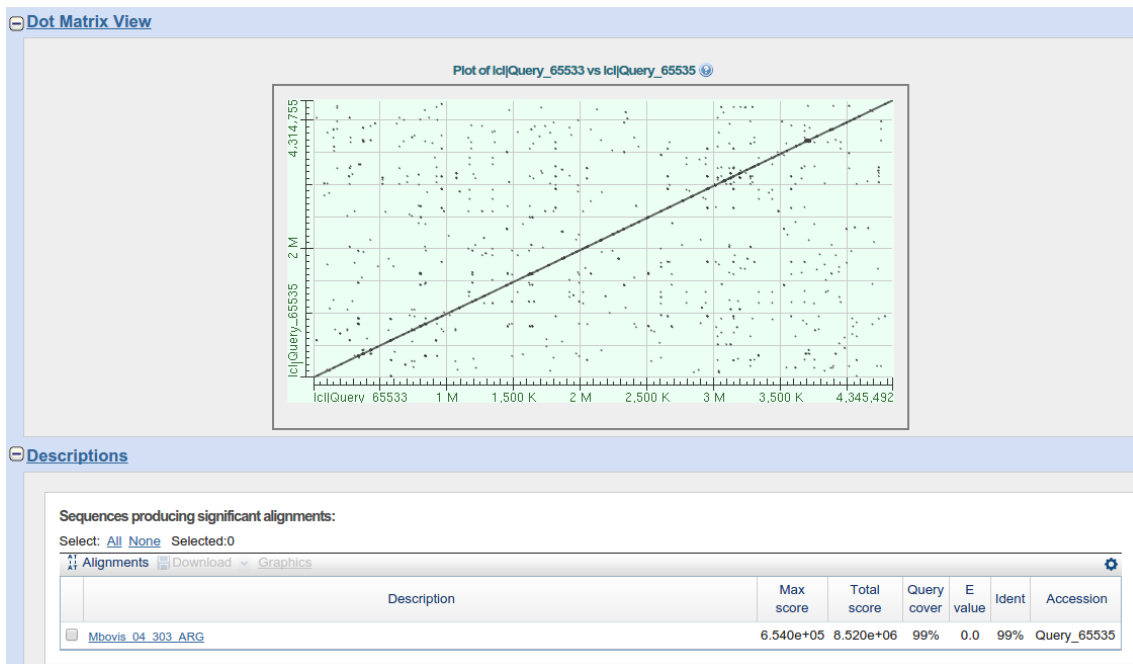 Dot Matrix View
Plot of lcl|Query_65533 vs lcl|Query_65535
4,314,755
2 M
lcl|Query_65535
lcl|Query_65533 1 M 1,500 K 2 M 2,500 K 3 M 3,500 K 4,345,492
Descriptions
Sequences producing significant alignments:
Select: All None Selected:0
Alignments Download Graphics
Description Max score Total score Query cover E value Ident Accession
Mbovis_04_303_ARG 6.540e+05 8.520e+06 99% 0.0 99% Query_65535